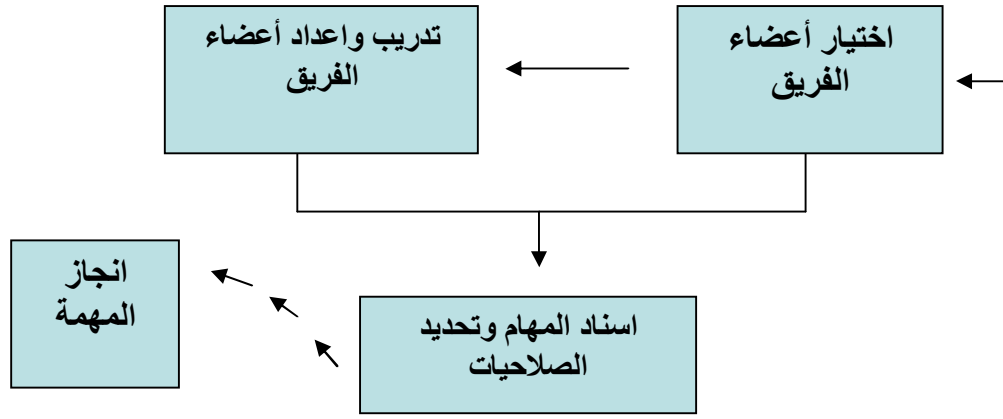 اختيار أعضاء
الفريق
تدريب واعداد أعضاء
الفريق
اسناد المهام وتحديد
الصلاحيات
انجاز
المهمة